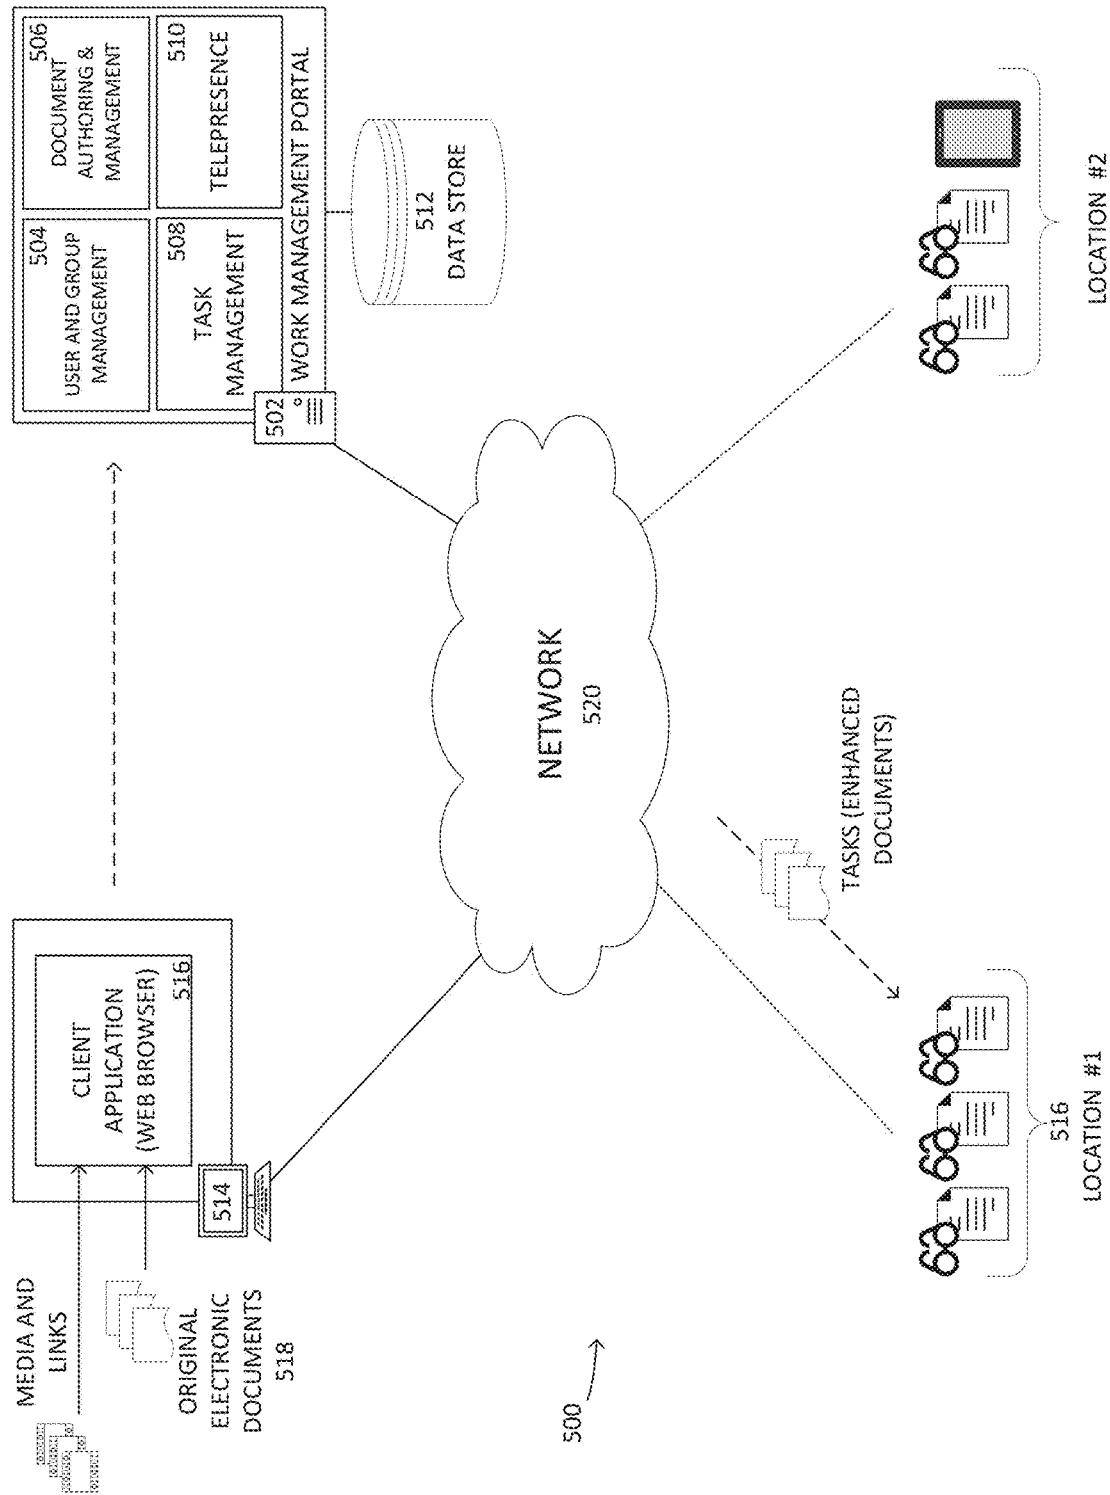 MEDIA AND
LINKS
ORIGINAL
ELECTRONIC
DOCUMENTS
518
CLIENT
APPLICATION
(WEB BROWSER)
516
514
504
USER AND GROUP
MANAGEMENT
506
DOCUMENT
AUTHORING &
MANAGEMENT
508
TASK
MANAGEMENT
510
TELEPRESENCE
502
WORK MANAGEMENT PORTAL
512
DATA STORE
NETWORK
520
500
TASKS (ENHANCED
DOCUMENTS)
516
LOCATION #1
LOCATION #2